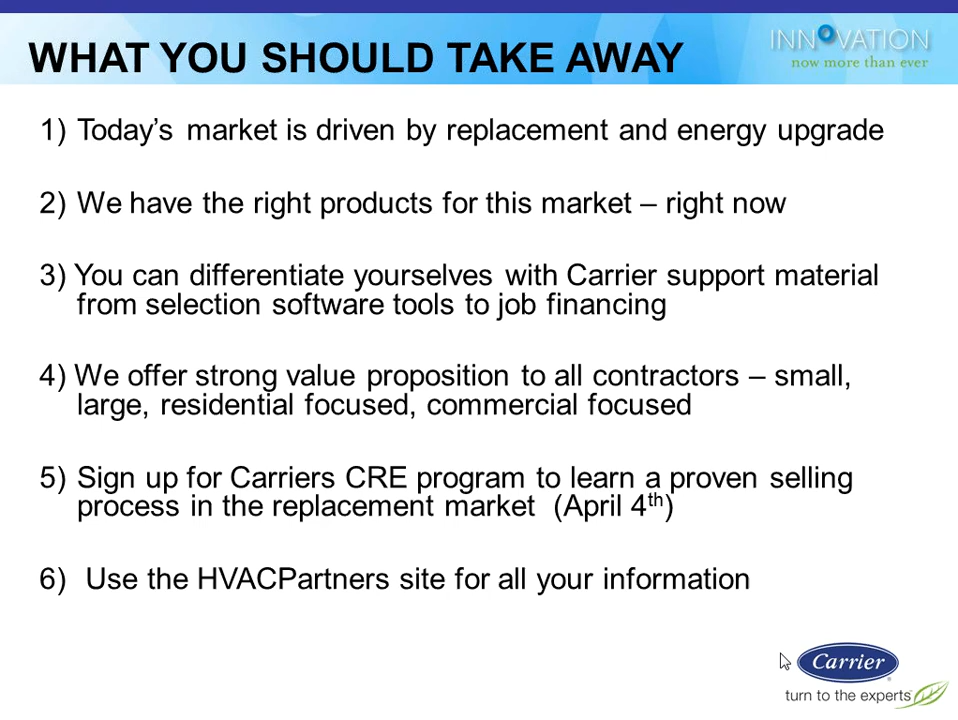 WHAT YOU SHOULD TAKE AWAY
INNOVATION
now more than ever
1) Today’s market is driven by replacement and energy upgrade
2) We have the right products for this market – right now
3) You can differentiate yourselves with Carrier support material
from selection software tools to job financing
4) We offer strong value proposition to all contractors – small,
large, residential focused, commercial focused
5) Sign up for Carriers CRE program to learn a proven selling
process in the replacement market (April 4th)
6) Use the HVACPartners site for all your information
Carrier
turn to the experts